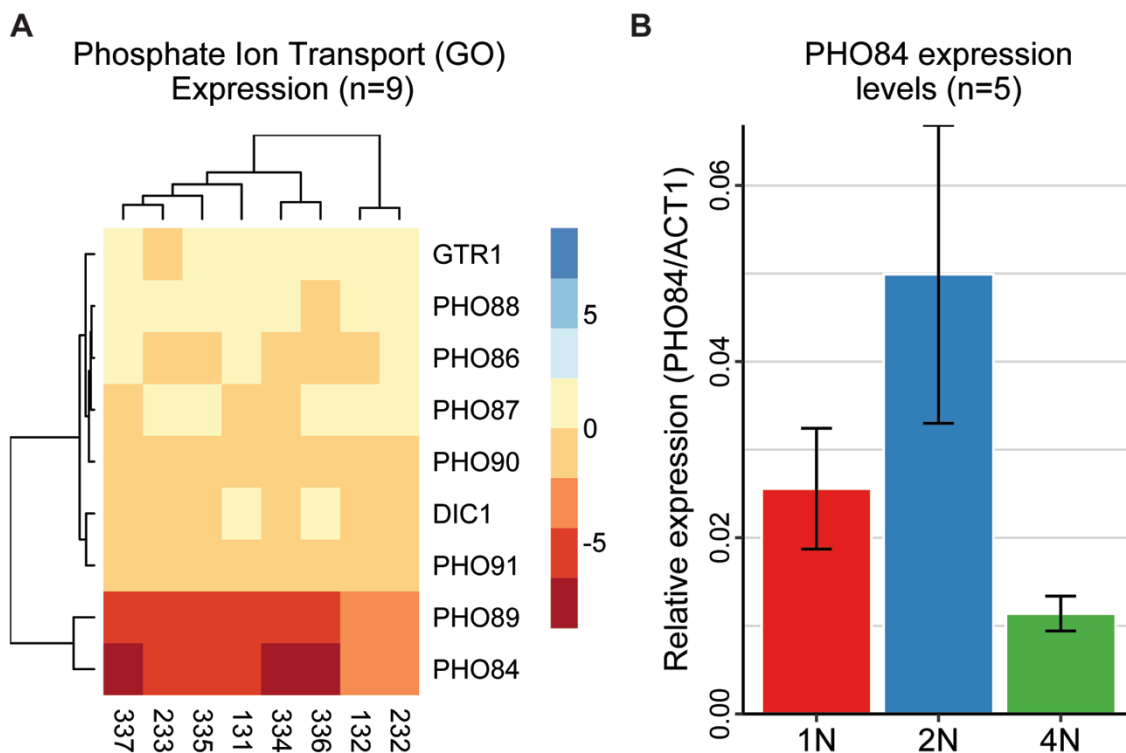 A
Phosphate Ion Transport (GO)
Expression (n=9)
GTR1
PHO88
PHO86
PHO87
PHO90
DIC1
PHO91
PHO89
PHO84
5
0
-5
337 233 335 131 334 336 132 232
B
PHO84 expression
levels (n=5)
Relative expression (PHO84/ACT1)
0.06
0.04
0.02
0.00
1N 2N 4N